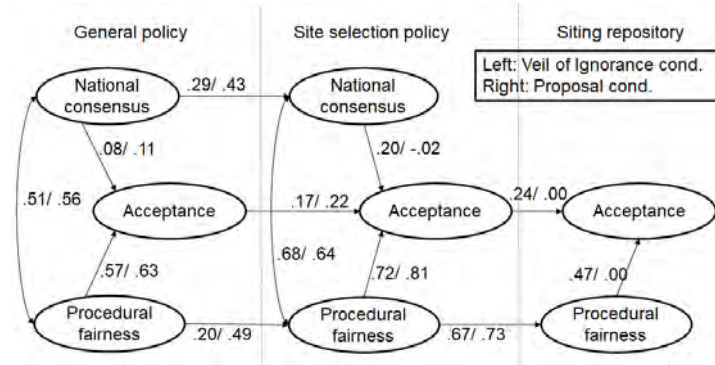 General policy
Site selection policy
Siting repository
Left: Veil of Ignorance cond.
Right: Proposal cond.
National
consensus
.29/ .43
National
consensus
.08/ .11
.20/ -.02
.51/ .56
Acceptance
.17/ .22
Acceptance
.24/ .00
Acceptance
.57/ .63
.68/ .64
.72/ .81
.47/ .00
Procedural
fairness
.20/ .49
Procedural
fairness
.67/ .73
Procedural
fairness